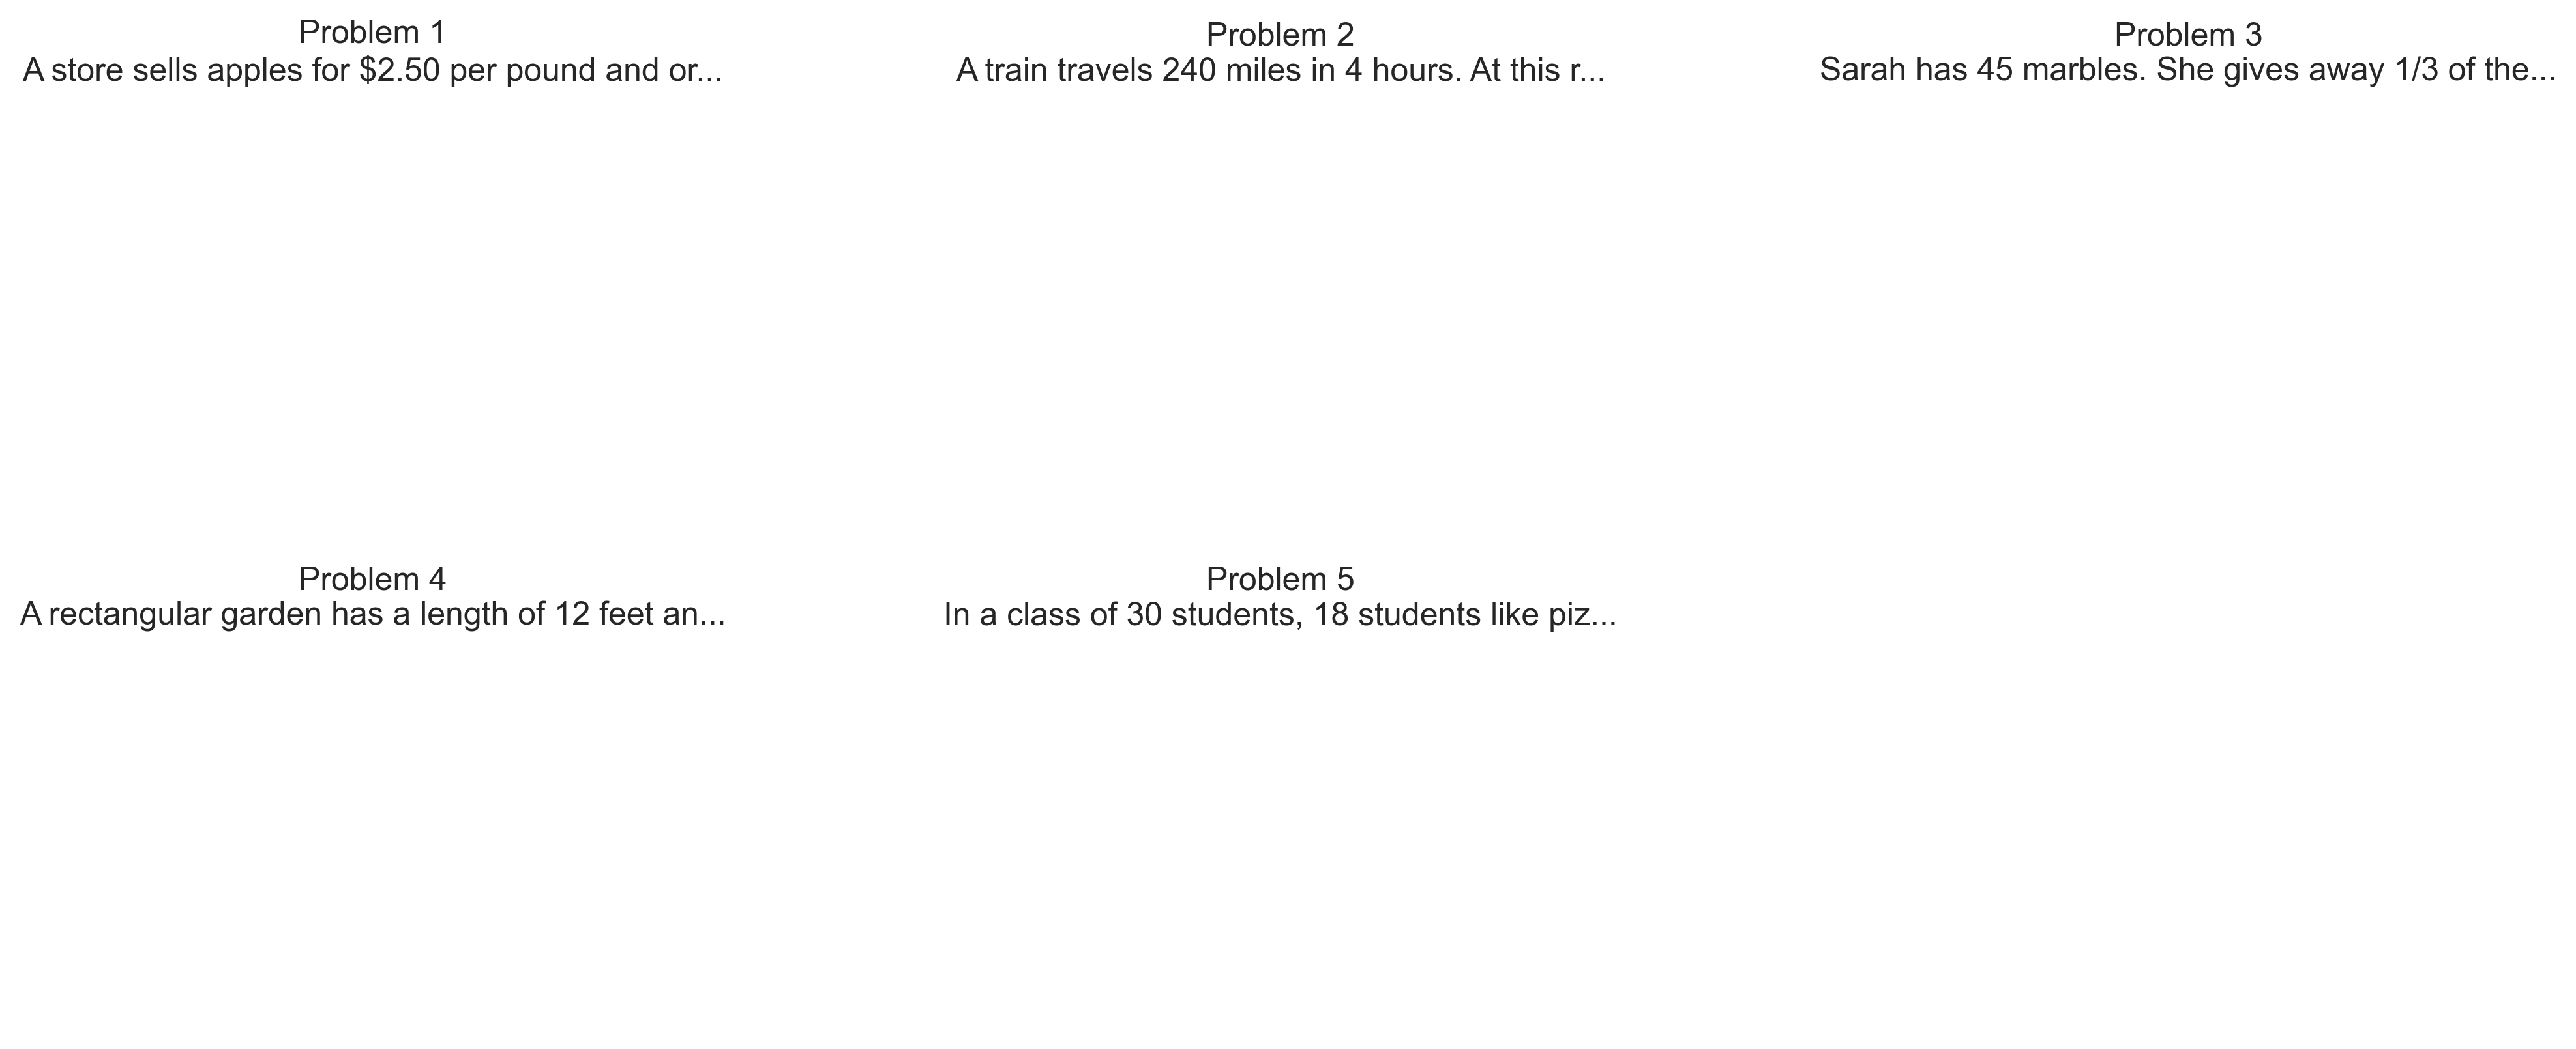 Problem 1
A store sells apples for $2.50 per pound and or...
Problem 2
A train travels 240 miles in 4 hours. At this r...
Problem 3
Sarah has 45 marbles. She gives away 1/3 of the...
Problem 4
A rectangular garden has a length of 12 feet an...
Problem 5
In a class of 30 students, 18 students like piz...